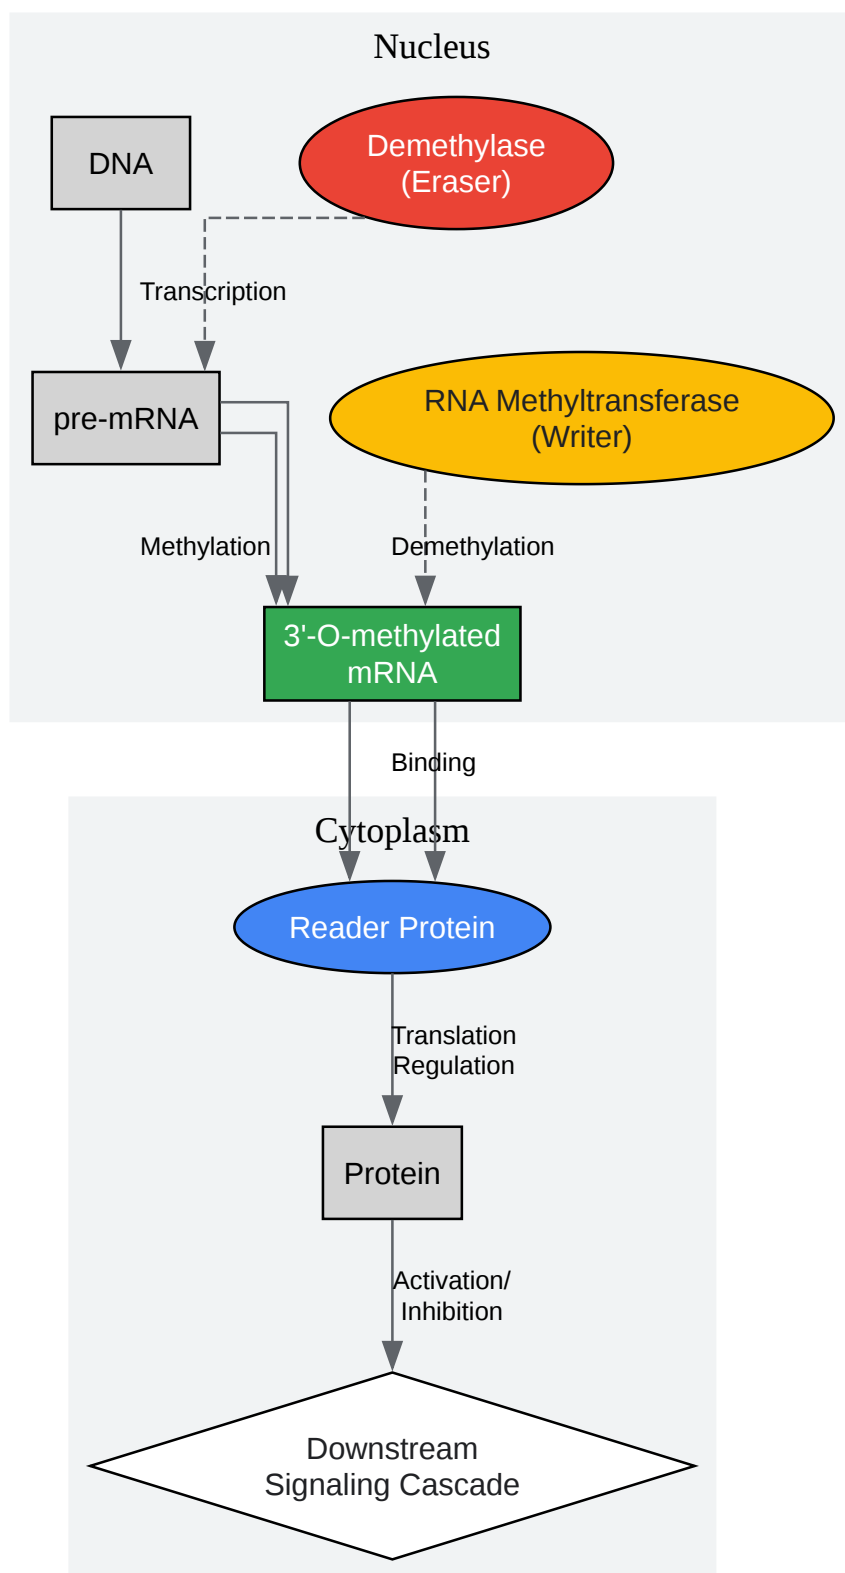 Nucleus
DNA
Demethylase
(Eraser)
Transcription
pre-mRNA
RNA Methyltransferase
(Writer)
Methylation
Demethylation
3'-O-methylated
mRNA
Binding
Cytoplasm
Reader Protein
Translation
Regulation
Protein
Activation/
Inhibition
Downstream
Signaling Cascade